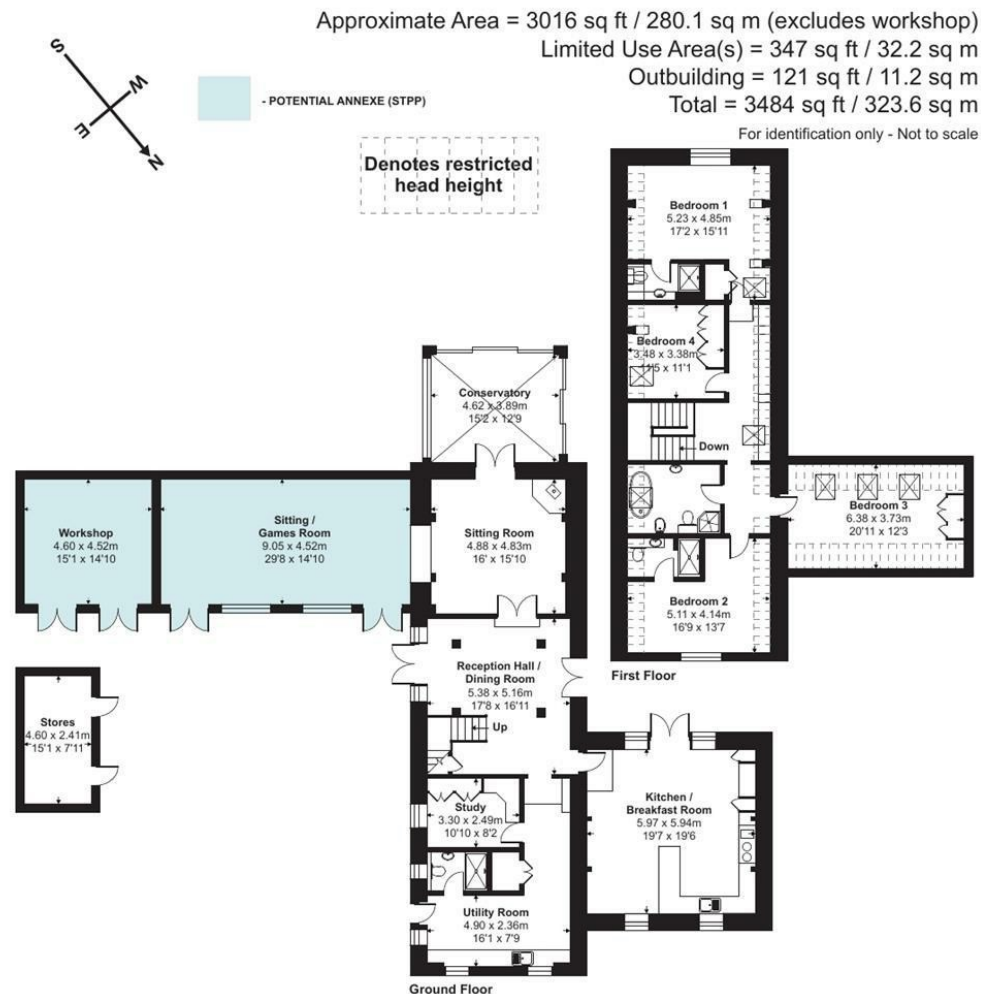 Approximate Area = 3016 sq ft / 280.1 sq m (excludes workshop)
Limited Use Area(s) = 347 sq ft / 32.2 sq m
Outbuilding = 121 sq ft / 11.2 sq m
Total = 3484 sq ft / 323.6 sq m
For identification only - Not to scale
S
W
E
N
- POTENTIAL ANNEXE (STPP)
Denotes restricted
head height
Bedroom 1
5.23 x 4.85m
17'2 x 15'11
Bedroom 4
3.48 x 3.38m
11'5 x 11'1
Down
Bedroom 3
6.38 x 3.73m
20'11 x 12'3
Bedroom 2
5.11 x 4.14m
16'9 x 13'7
First Floor
Conservatory
4.62 x 3.89m
15'2 x 12'9
Workshop
4.60 x 4.52m
15'1 x 14'10
Sitting /
Games Room
9.05 x 4.52m
29'8 x 14'10
Sitting Room
4.88 x 4.83m
16' x 15'10
Reception Hall /
Dining Room
5.38 x 5.16m
17'8 x 16'11
Up
Stores
4.60 x 2.41m
15'1 x 7'11
Study
3.30 x 2.49m
10'10 x 8'2
Kitchen /
Breakfast Room
5.97 x 5.94m
19'7 x 19'6
Utility Room
4.90 x 2.36m
16'1 x 7'9
Ground Floor